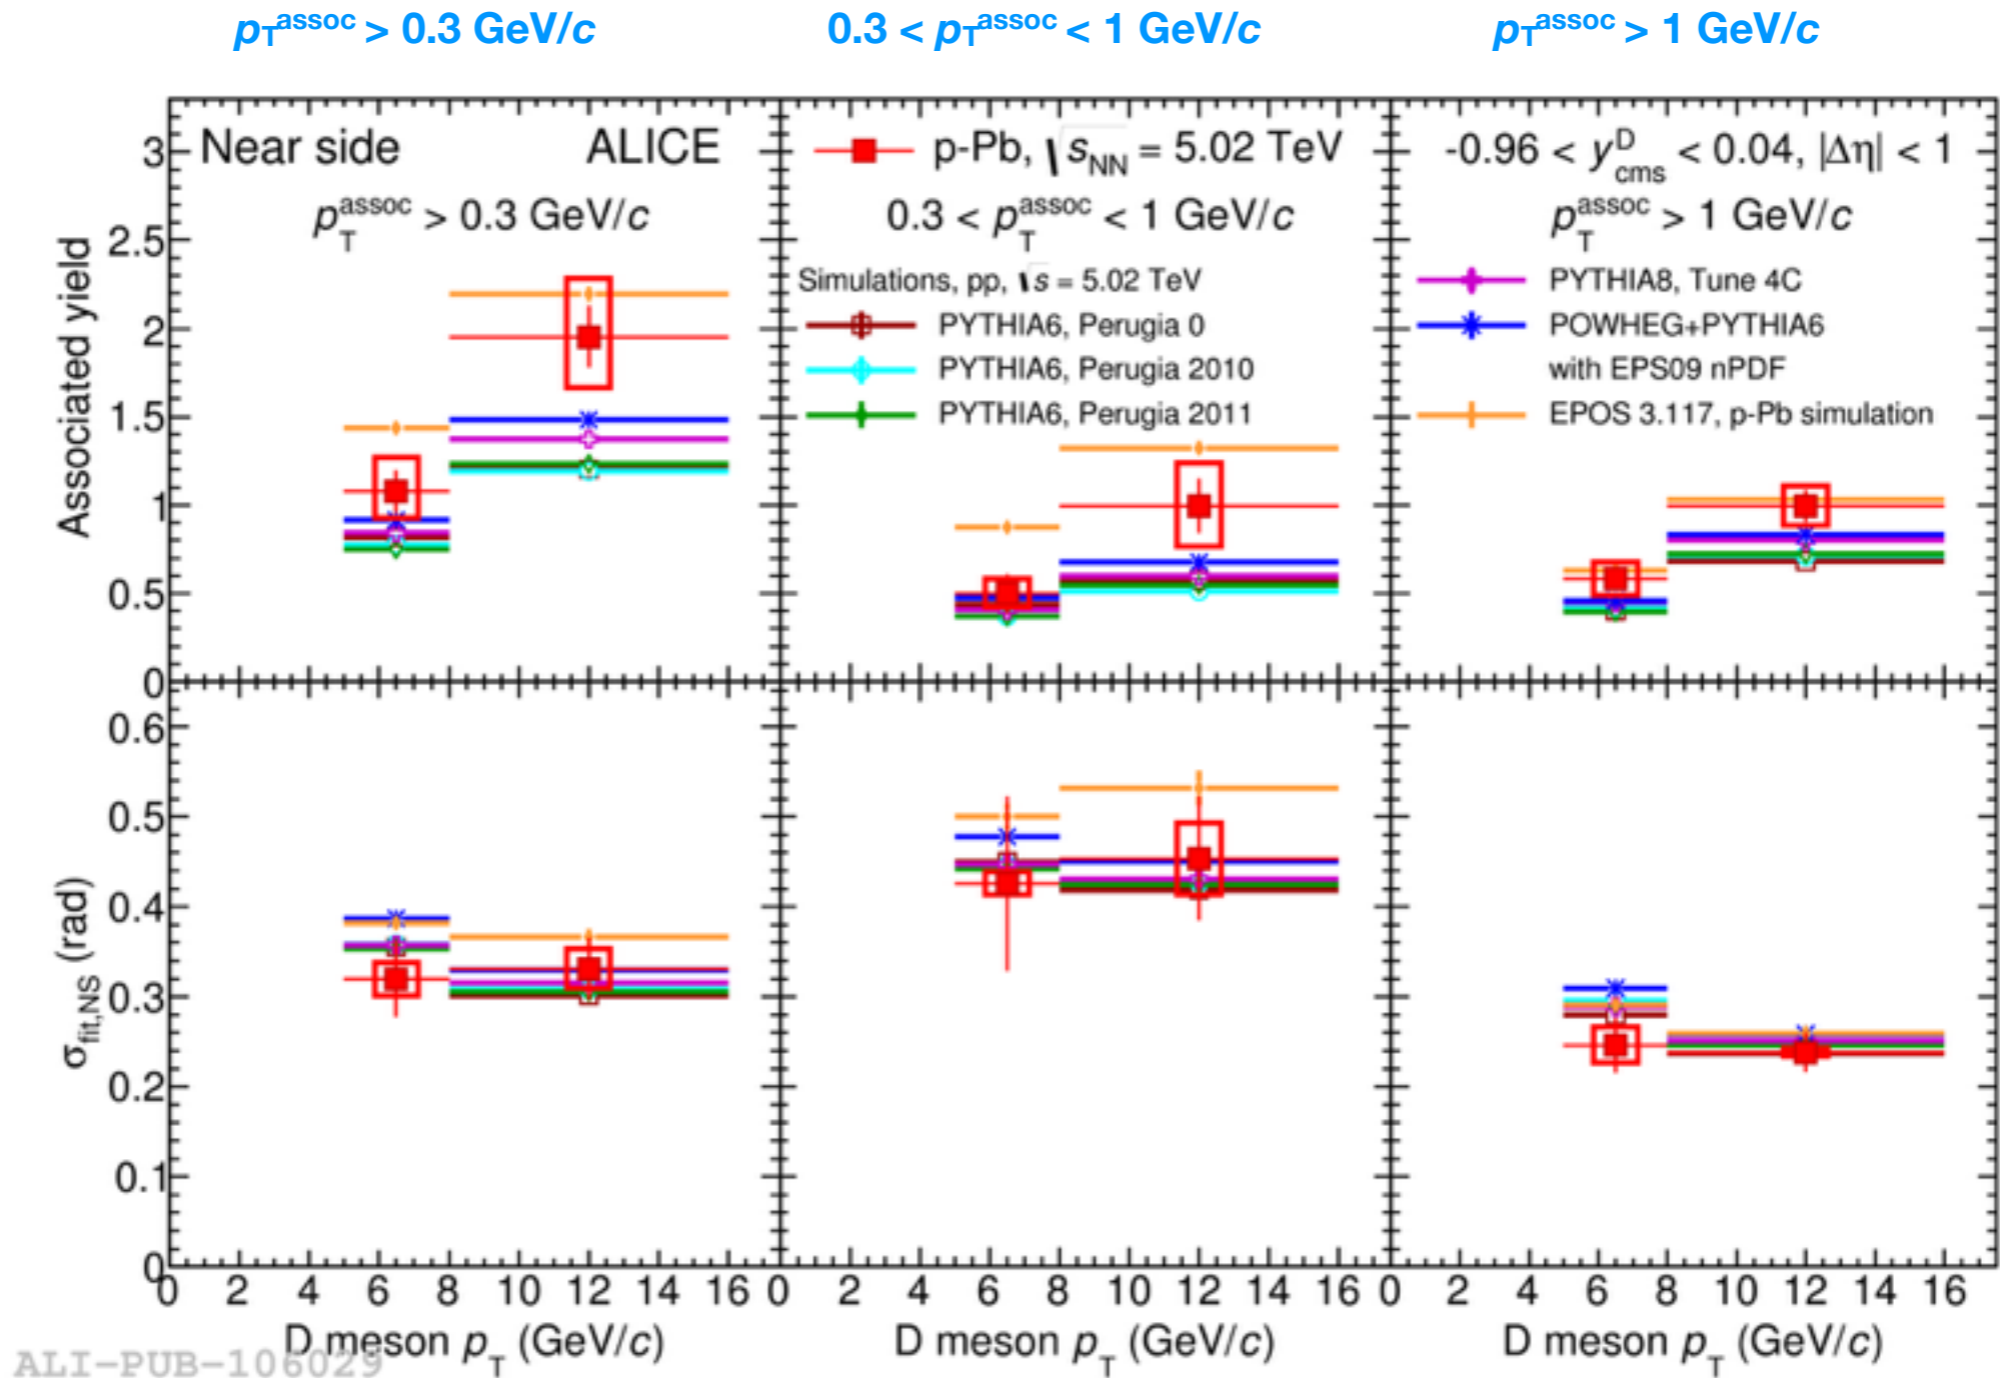 pTassoc > 0.3 GeV/c
0.3 < pTassoc < 1 GeV/c
pTassoc > 1 GeV/c
Near side ALICE
p-Pb, √sNN = 5.02 TeV
-0.96 < yDcms < 0.04, |Δη| < 1
pTassoc > 0.3 GeV/c
0.3 < pTassoc < 1 GeV/c
pTassoc > 1 GeV/c
Simulations, pp, √s = 5.02 TeV
PYTHIA6, Perugia 0
PYTHIA6, Perugia 2010
PYTHIA6, Perugia 2011
PYTHIA8, Tune 4C
POWHEG+PYTHIA6
with EPS09 nPDF
EPOS 3.117, p-Pb simulation
Associated yield
3
2.5
2
1.5
1
0.5
0
σfit,NS (rad)
0.6
0.5
0.4
0.3
0.2
0.1
0
0 2 4 6 8 10 12 14 16
0 2 4 6 8 10 12 14 16
0 2 4 6 8 10 12 14 16
D meson pT (GeV/c)
D meson pT (GeV/c)
D meson pT (GeV/c)
ALI-PUB-106029